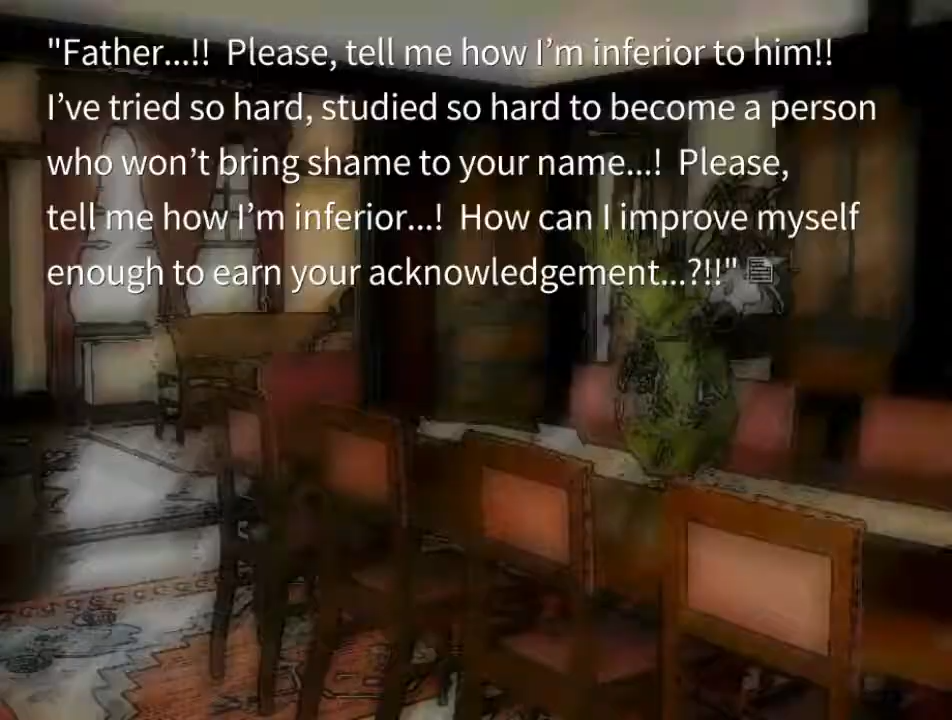 "Father...!!  Please, tell me how I’m inferior to him!!
I’ve tried so hard, studied so hard to become a person
who won’t bring shame to your name...!  Please,
tell me how I’m inferior...!  How can I improve myself
enough to earn your acknowledgement...?!!"